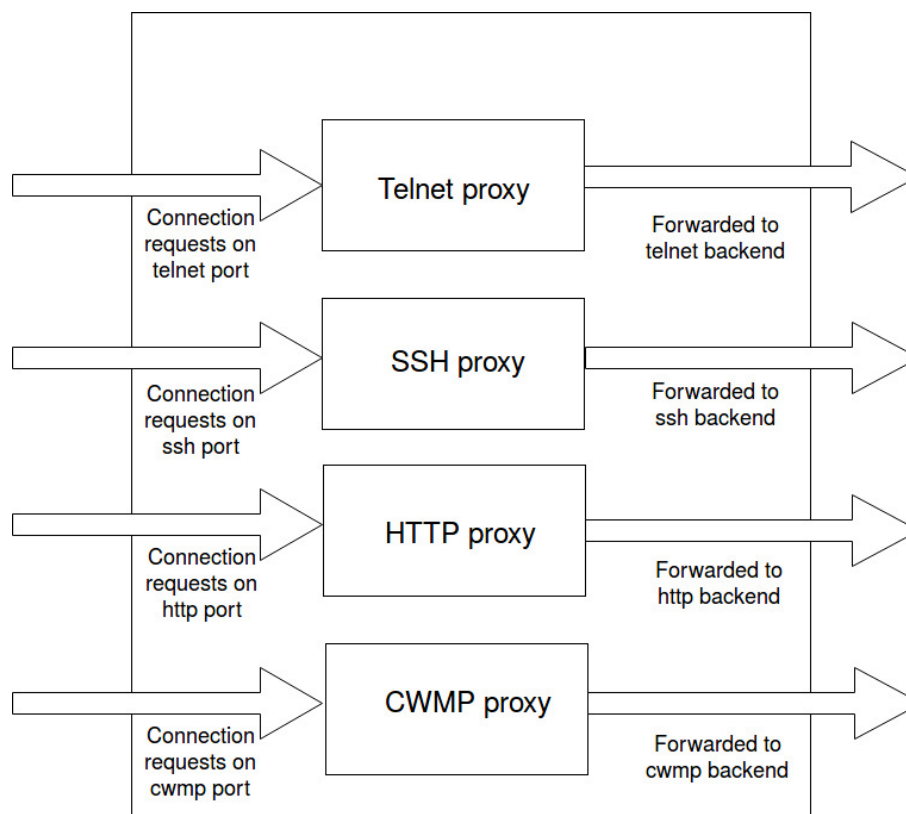 Telnet proxy
Connection
requests on
telnet port
Forwarded to
telnet backend
SSH proxy
Connection
requests on
ssh port
Forwarded to
ssh backend
HTTP proxy
Connection
requests on
http port
Forwarded to
http backend
CWMP proxy
Connection
requests on
cwmp port
Forwarded to
cwmp backend